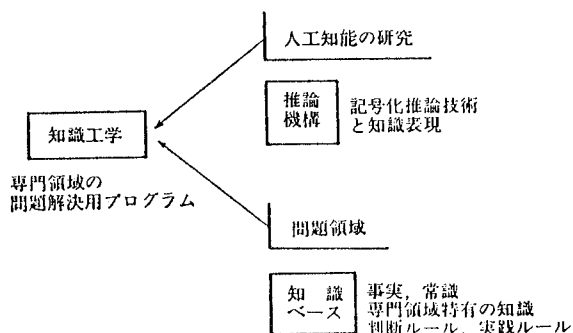 人工知能の研究
推論
機構
記号化推論技術
と知識表現
知識工学
専門領域の
問題解決用プログラム
問題領域
知 識
ベース
事実, 常識
専門領域特有の知識
判断ルール, 実践ルール